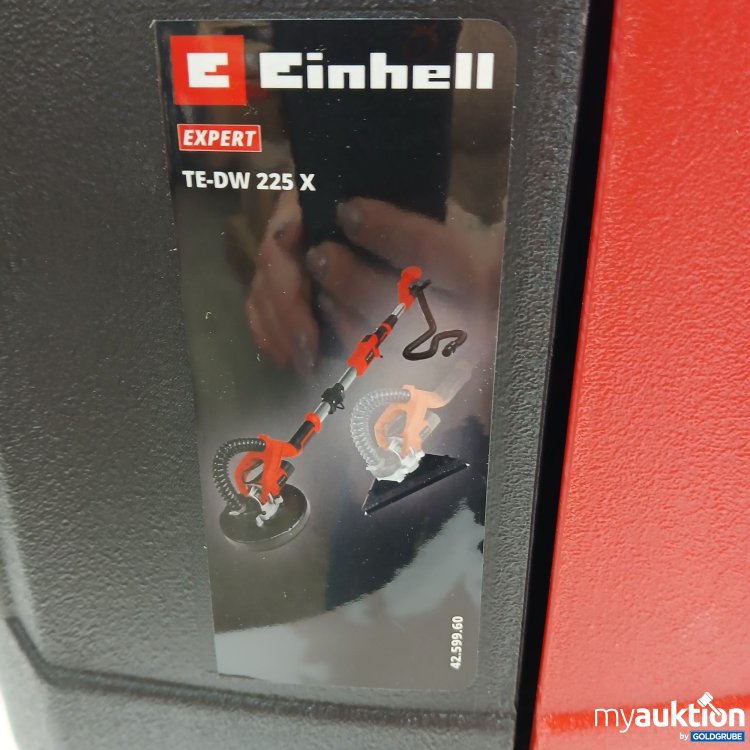 Einhell
EXPERT
TE-DW 225 X
42.599.60
myauktion
by GOLDGRUBE